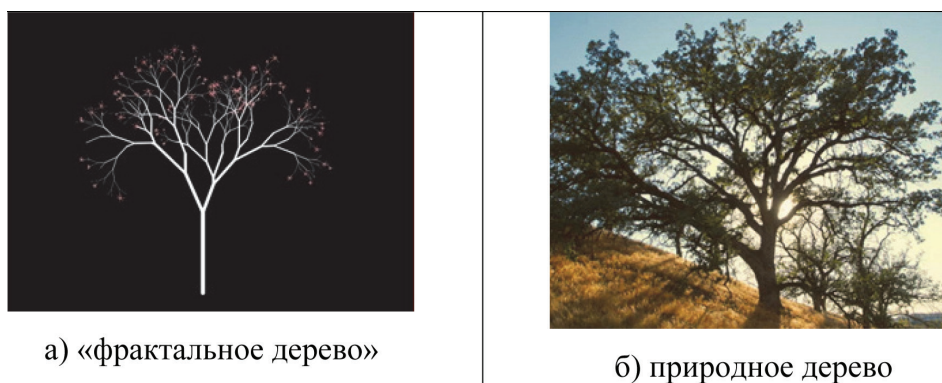 а) «фрактальное дерево»
б) природное дерево